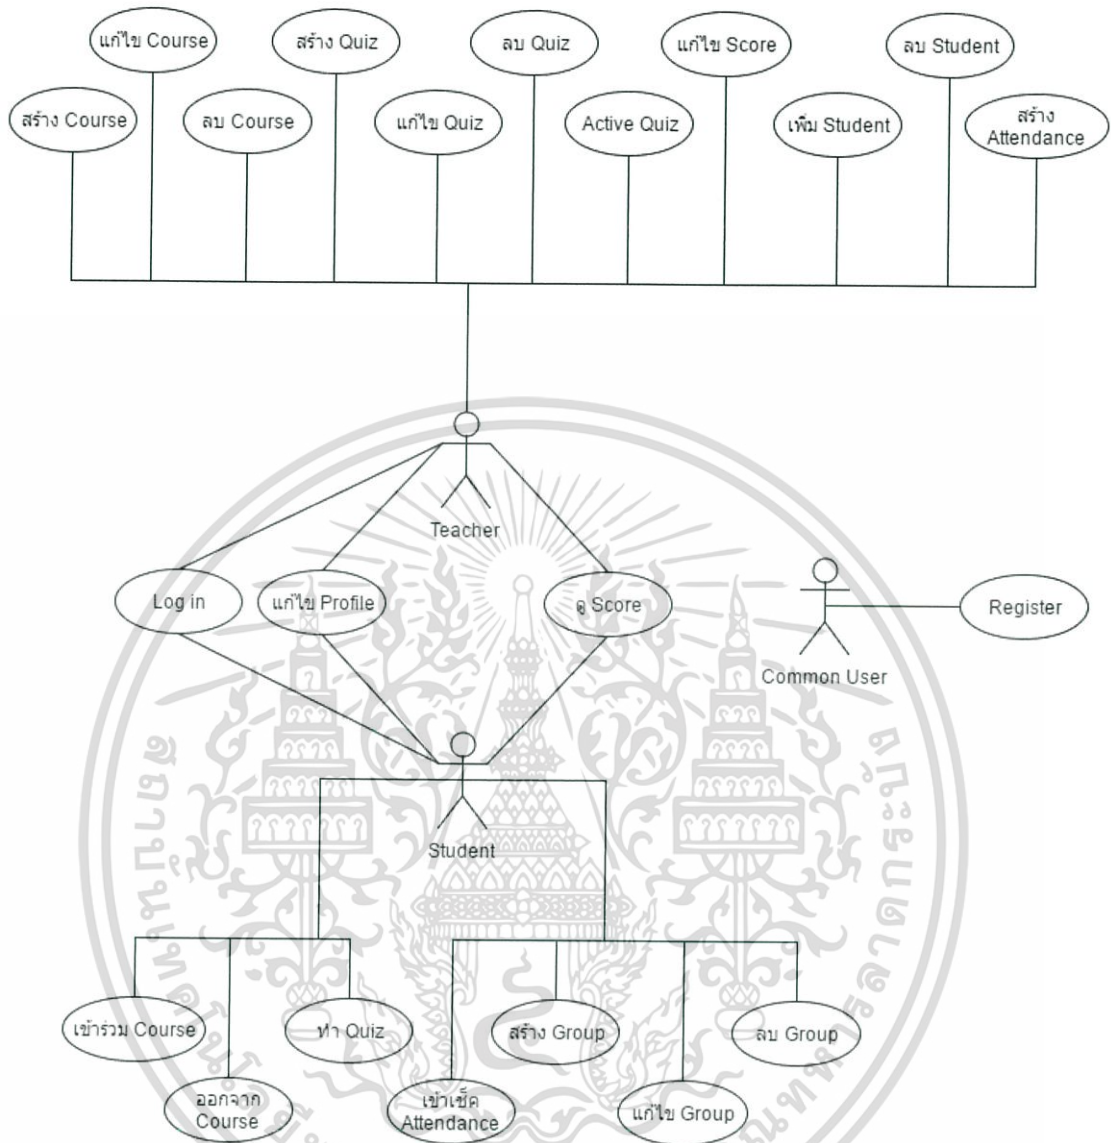 แก้ไข Course
สร้าง Quiz
ลบ Quiz
แก้ไข Score
ลบ Student
สร้าง Course
ลบ Course
แก้ไข Quiz
Active Quiz
เพิ่ม Student
สร้าง
Attendance
Teacher
Log in
แก้ไข Profile
ดู Score
Register
Common User
Student
เข้าร่วม Course
ทำ Quiz
สร้าง Group
ลบ Group
ออกจาก
Course
เข้าเช็ค
Attendance
แก้ไข Group